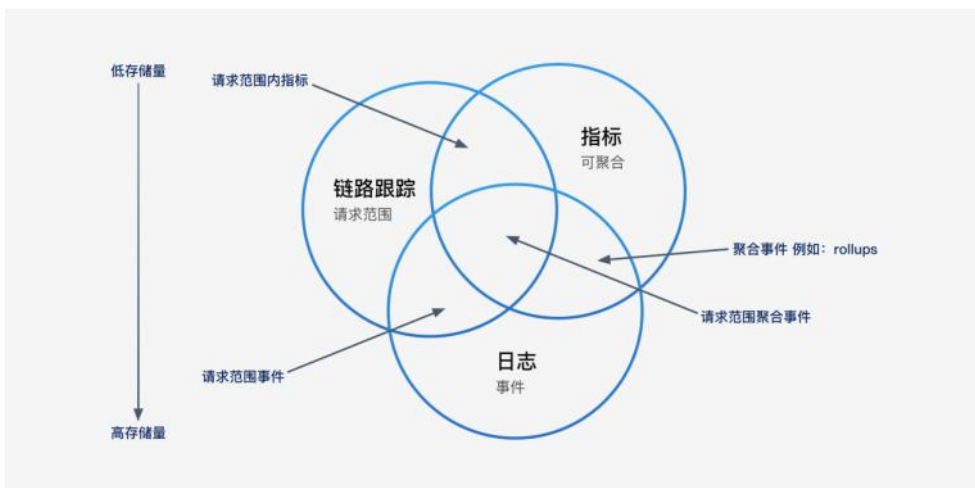 低存储量
请求范围内指标
指标
可聚合
链路跟踪
请求范围
聚合事件 例如：rollups
请求范围聚合事件
日志
事件
请求范围事件
高存储量